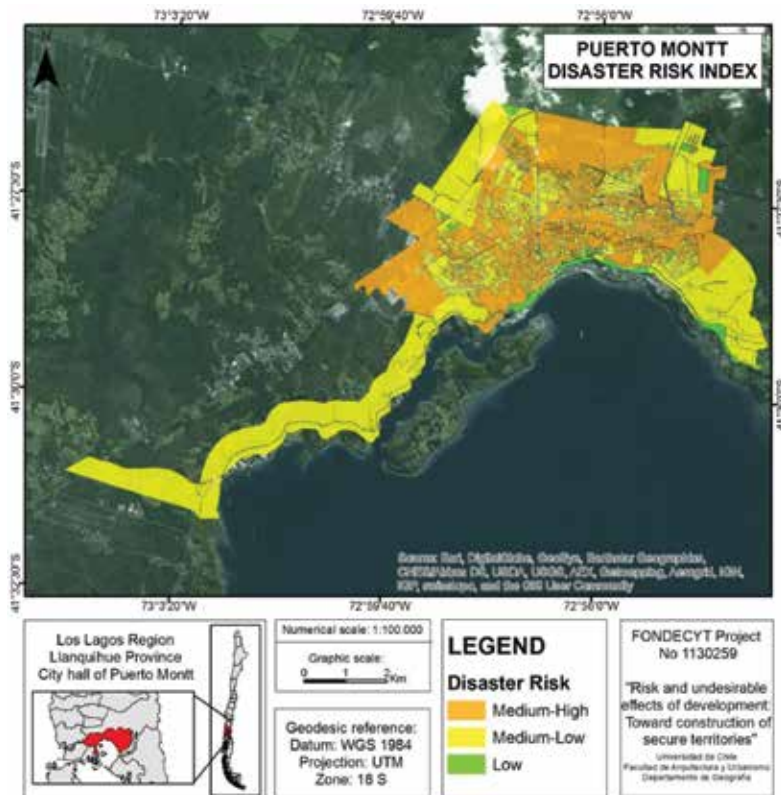 73°3'20"W
72°59'40"W
72°56'0"W
N
PUERTO MONTT
DISASTER RISK INDEX
41°27'30"S
41°30'0"S
41°32'30"S
73°3'20"W
72°59'40"W
72°56'0"W
Source: Esri, DigitalGlobe, GeoEye, Earthstar Geographics,
CNES/Airbus DS, USDA, USGS, AEX, Getmapping, Aerogrid, IGN,
IGP, swisstopo, and the GIS User Community
Los Lagos Region
Llanquihue Province
City hall of Puerto Montt
Numerical scale: 1:100.000
Graphic scale:
0 1 2 Km
Geodesic reference:
Datum: WGS 1984
Projection: UTM
Zone: 18 S
LEGEND
Disaster Risk
Medium-High
Medium-Low
Low
FONDECYT Project
No 1130259
"Risk and undesirable
effects of development:
Toward construction of
secure territories"
Universidad de Chile
Facultad de Arquitectura y Urbanismo
Departamento de Geografía